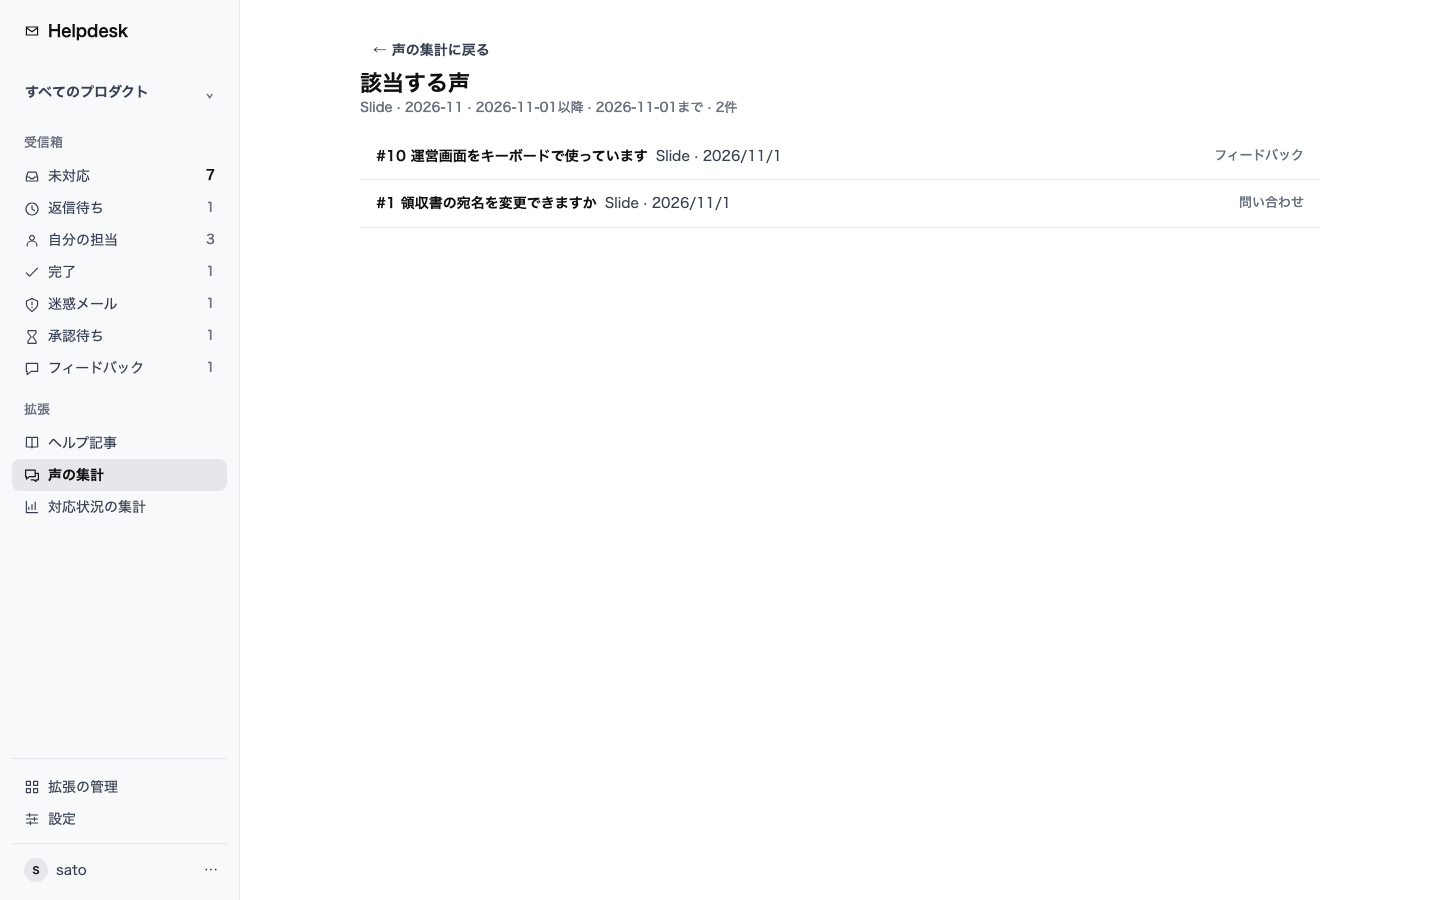 Helpdesk
すべてのプロダクト
受信箱
未対応 7
返信待ち 1
自分の担当 3
完了 1
迷惑メール 1
承認待ち 1
フィードバック 1
拡張
ヘルプ記事
声の集計
対応状況の集計
拡張の管理
設定
S sato …
← 声の集計に戻る
該当する声
Slide · 2026-11 · 2026-11-01以降 · 2026-11-01まで · 2件
#10 運営画面をキーボードで使っています Slide · 2026/11/1 フィードバック
#1 領収書の宛名を変更できますか Slide · 2026/11/1 問い合わせ